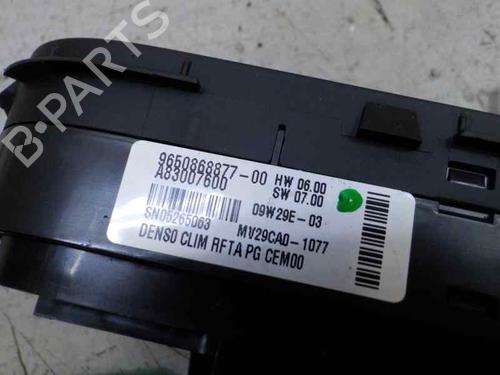 B-PARTS
9650868877-00 HW 06.00
A83007600 SW 07.00
09W29E-03
SN05265063 MV29CA0-1077
DENSO CLIM RFTA PG CEM00